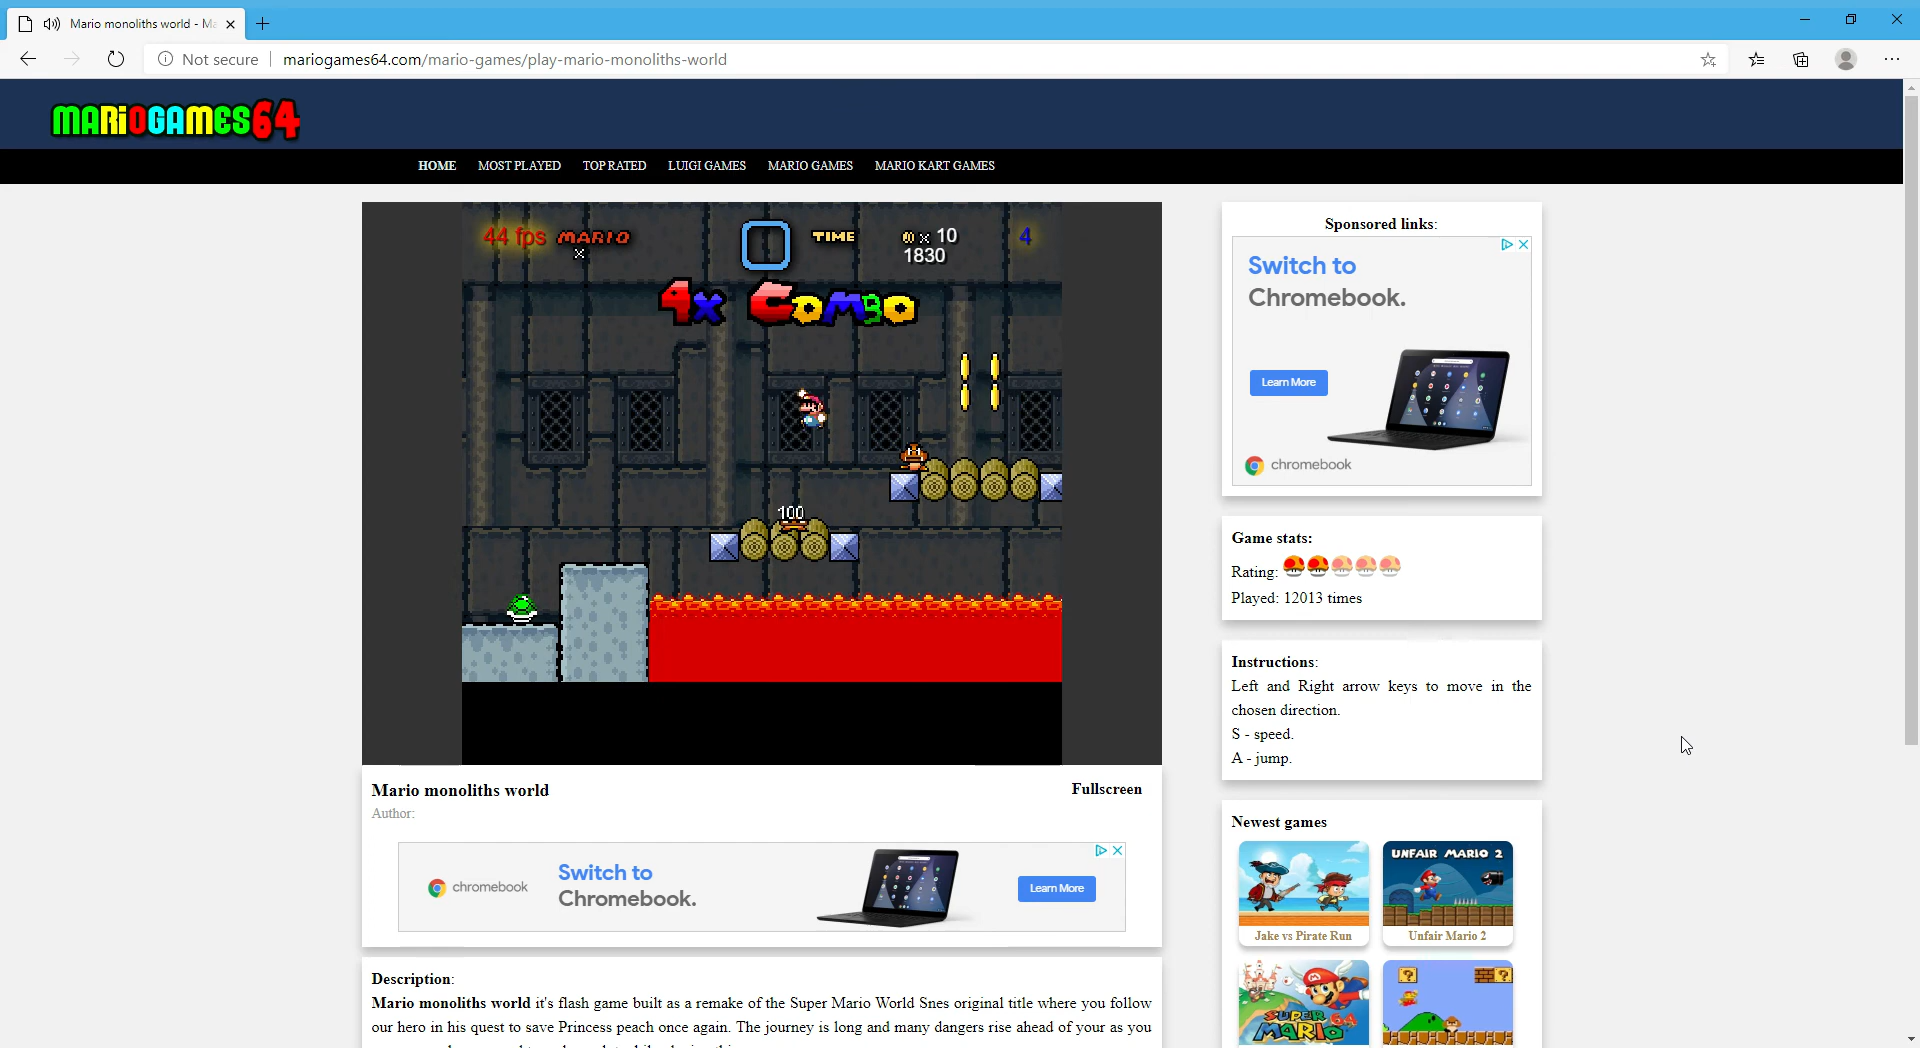 Mario monoliths world - Ma
Not secure
mariogames64.com/mario-games/play-mario-monoliths-world
MARIOGAMES64
HOME MOST PLAYED TOP RATED LUIGI GAMES MARIO GAMES MARIO KART GAMES
44 fps MARIO TIME x 10 4
x 1830
4x Combo
100
Mario monoliths world Fullscreen
Author:
chromebook
Switch to
Chromebook.
Learn More
Description:
Mario monoliths world it's flash game built as a remake of the Super Mario World Snes original title where you follow
our hero in his quest to save Princess peach once again. The journey is long and many dangers rise ahead of your as you
Sponsored links:
Switch to
Chromebook.
Learn More
chromebook
Game stats:
Rating:
Played: 12013 times
Instructions:
Left and Right arrow keys to move in the
chosen direction.
S - speed.
A - jump.
Newest games
UNFAIR MARIO 2
Jake vs Pirate Run Unfair Mario 2
SUPER
MARIO 64